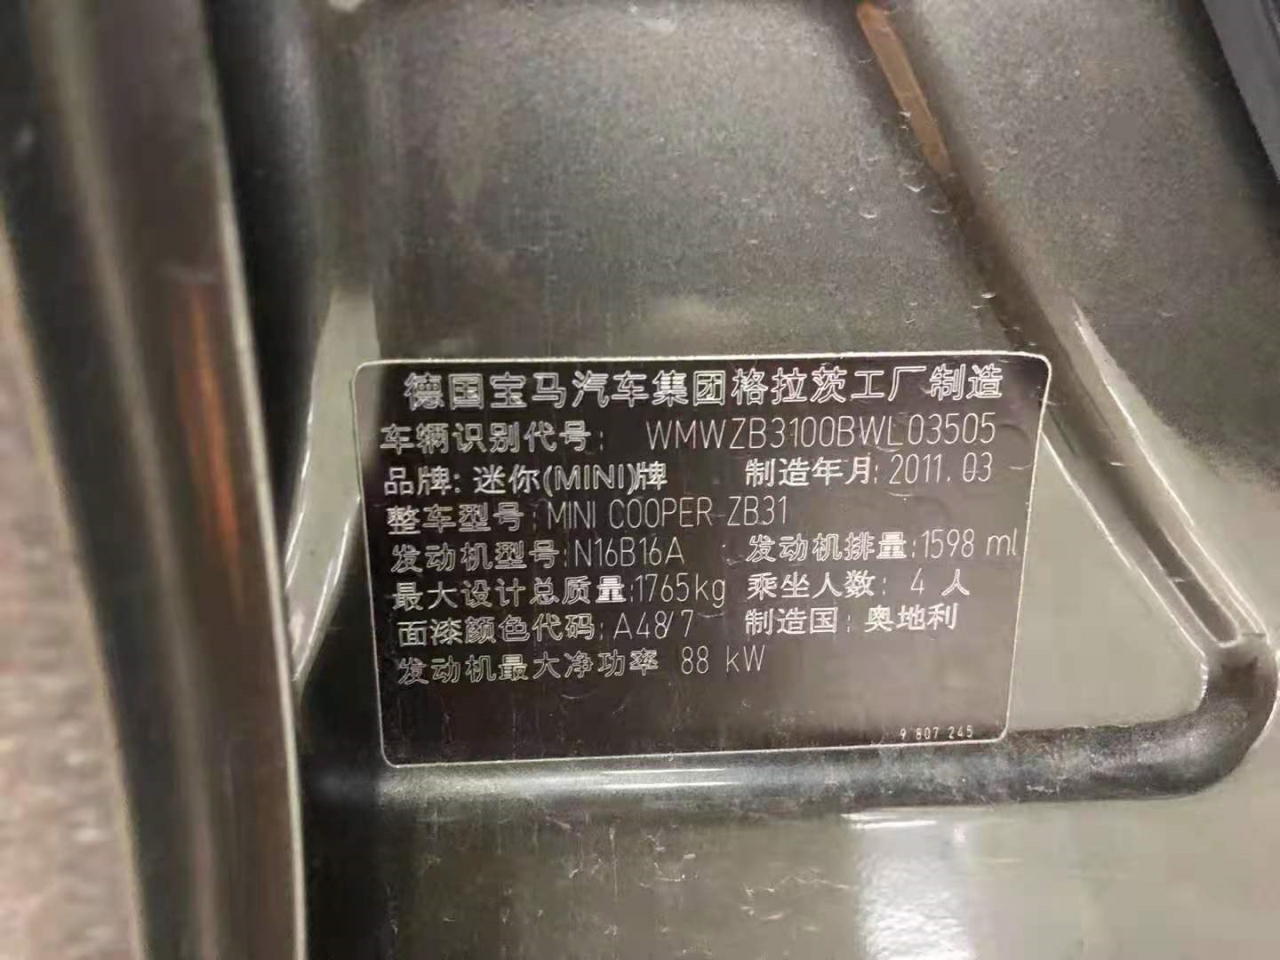 德国宝马汽车集团格拉茨工厂制造
车辆识别代号: WMWZB3100BWL03505
品牌: 迷你(MINI)牌 制造年月: 2011.03
整车型号: MINI COOPER ZB31
发动机型号: N16B16A 发动机排量: 1598 ml
最大设计总质量: 1765kg 乘坐人数: 4 人
面漆颜色代码: A48/7 制造国: 奥地利
发动机最大净功率 88 kW
9 807 245